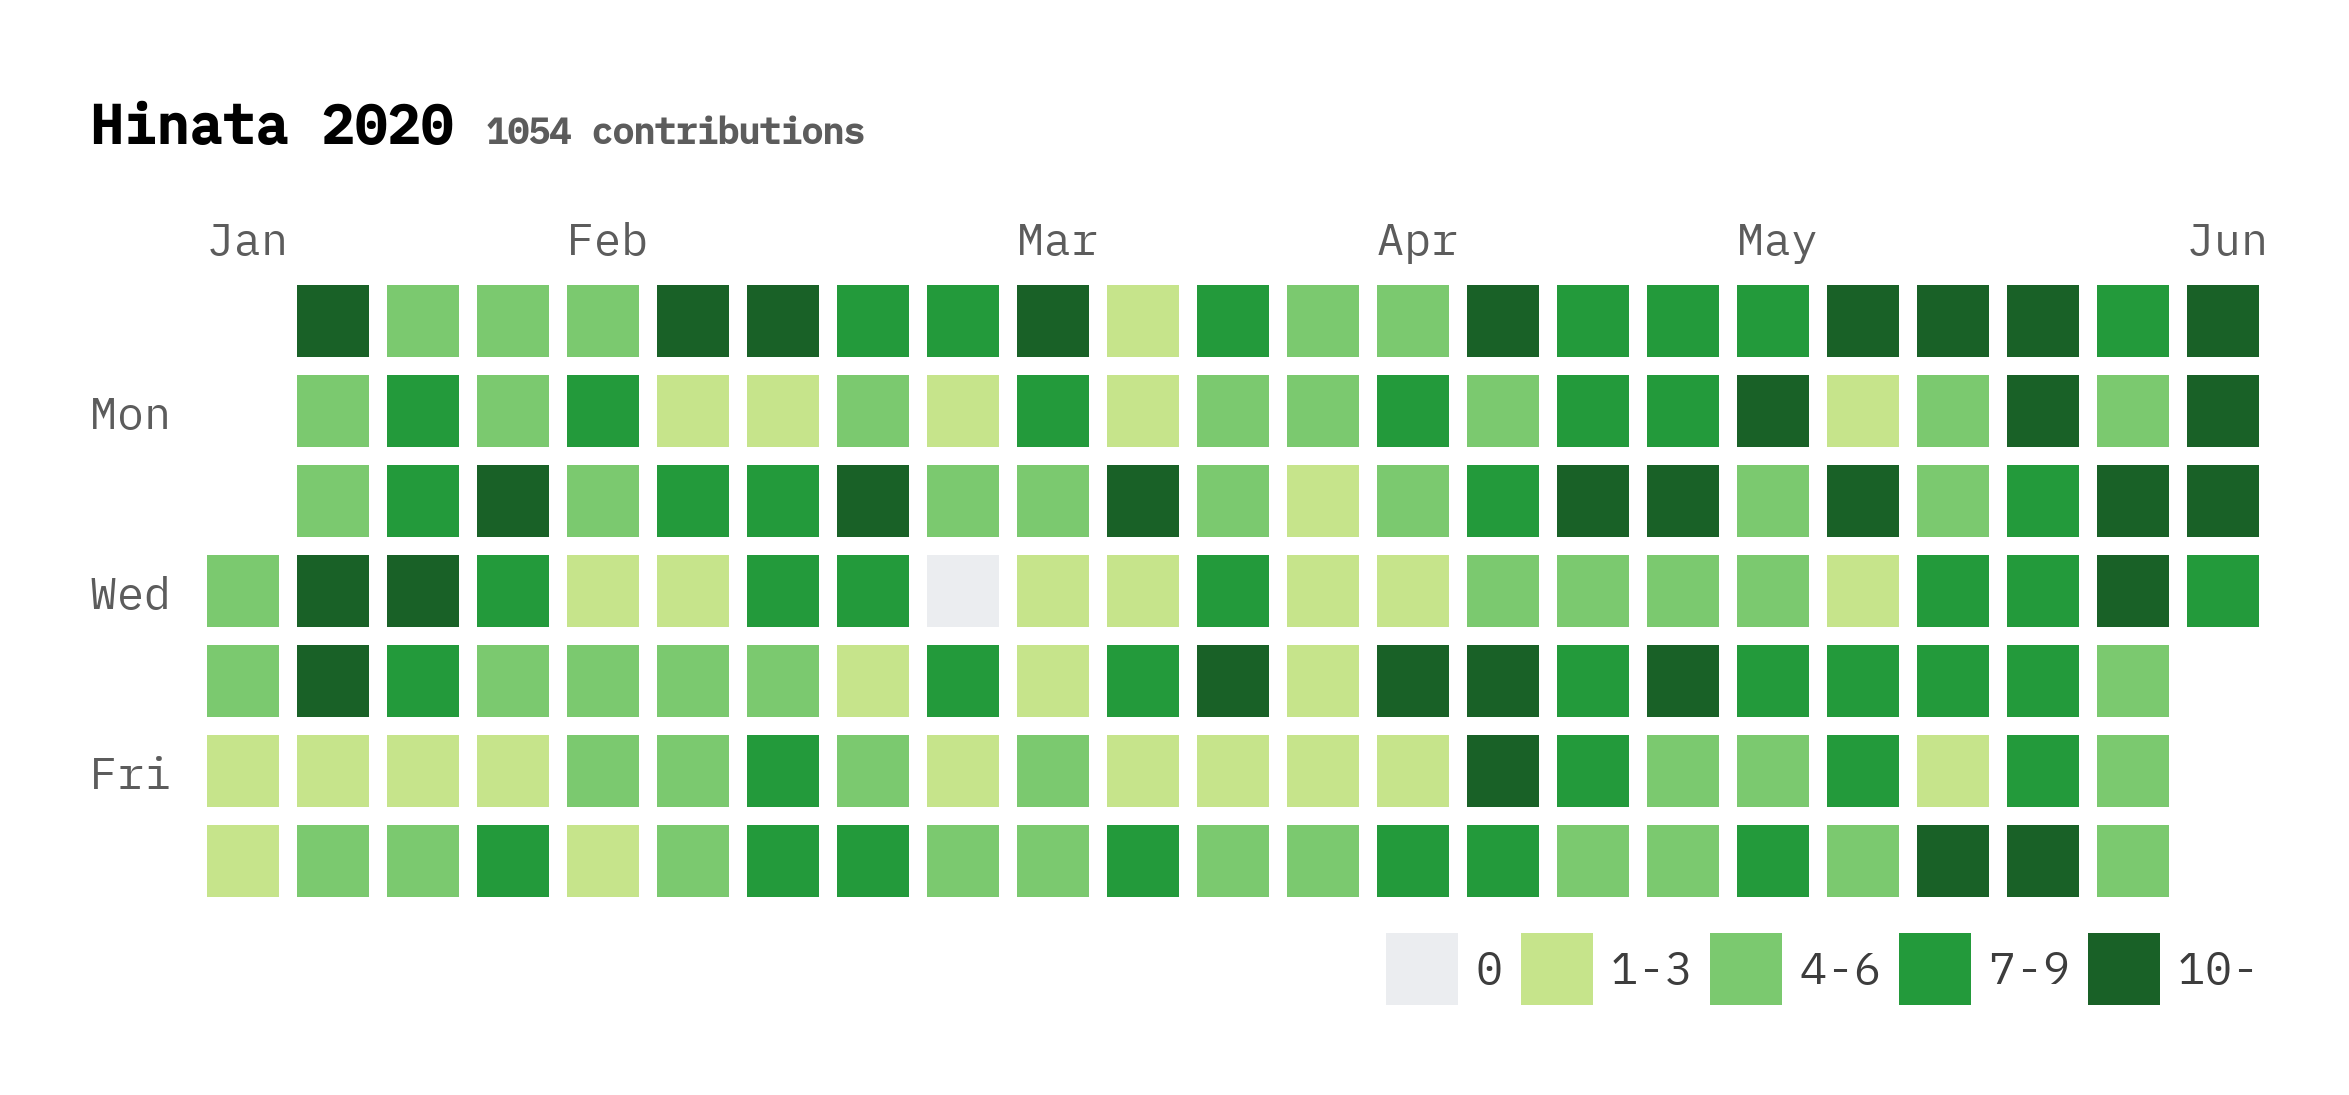 Hinata 2020 1054 contributions
Jan Feb Mar Apr May Jun
Mon
Wed
Fri
0 1-3 4-6 7-9 10-